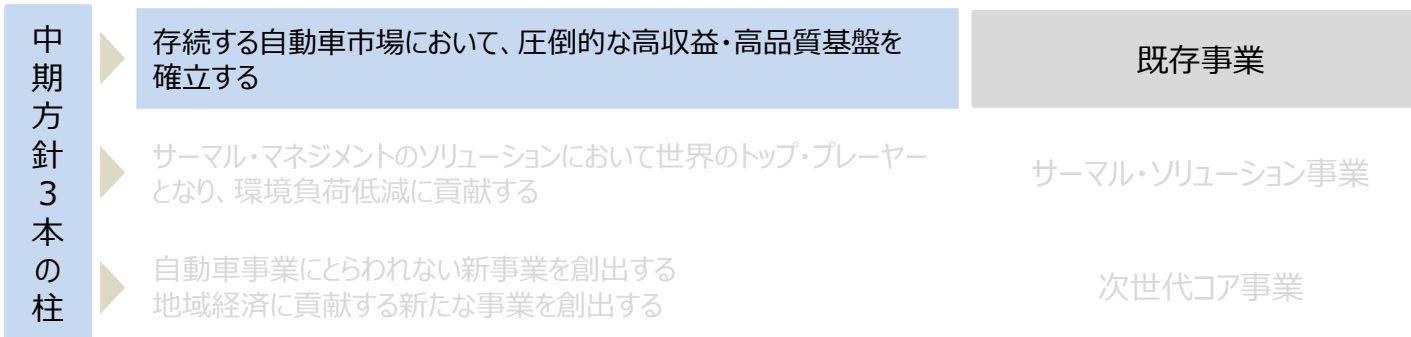 中期方針3本の柱
存続する自動車市場において、圧倒的な高収益・高品質基盤を
確立する
既存事業
サーマル・マネジメントのソリューションにおいて世界のトップ・プレーヤー
となり、環境負荷低減に貢献する
サーマル・ソリューション事業
自動車事業にとらわれない新事業を創出する
地域経済に貢献する新たな事業を創出する
次世代コア事業